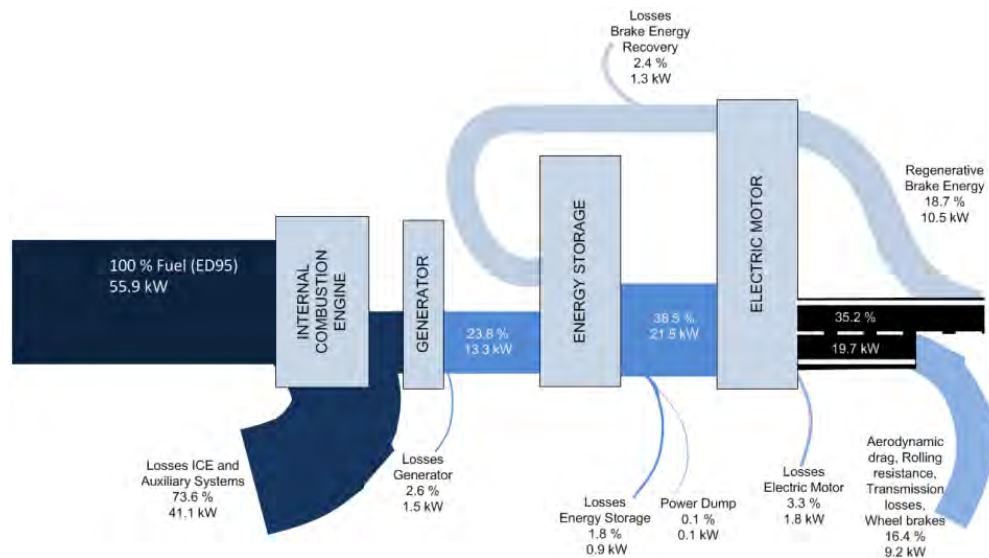 Losses
Brake Energy
Recovery
2.4 %
1.3 kW
Regenerative
Brake Energy
18.7 %
10.5 kW
100 % Fuel (ED95)
55.9 kW
INTERNAL
COMBUSTION
ENGINE
GENERATOR
23.8 %
13.3 kW
ENERGY STORAGE
38.5 %
21.5 kW
ELECTRIC MOTOR
35.2 %
19.7 kW
Losses ICE and
Auxiliary Systems
73.6 %
41.1 kW
Losses
Generator
2.6 %
1.5 kW
Losses
Energy Storage
1.8 %
0.9 kW
Power Dump
0.1 %
0.1 kW
Losses
Electric Motor
3.3 %
1.8 kW
Aerodynamic
drag, Rolling
resistance,
Transmission
losses,
Wheel brakes
16.4 %
9.2 kW